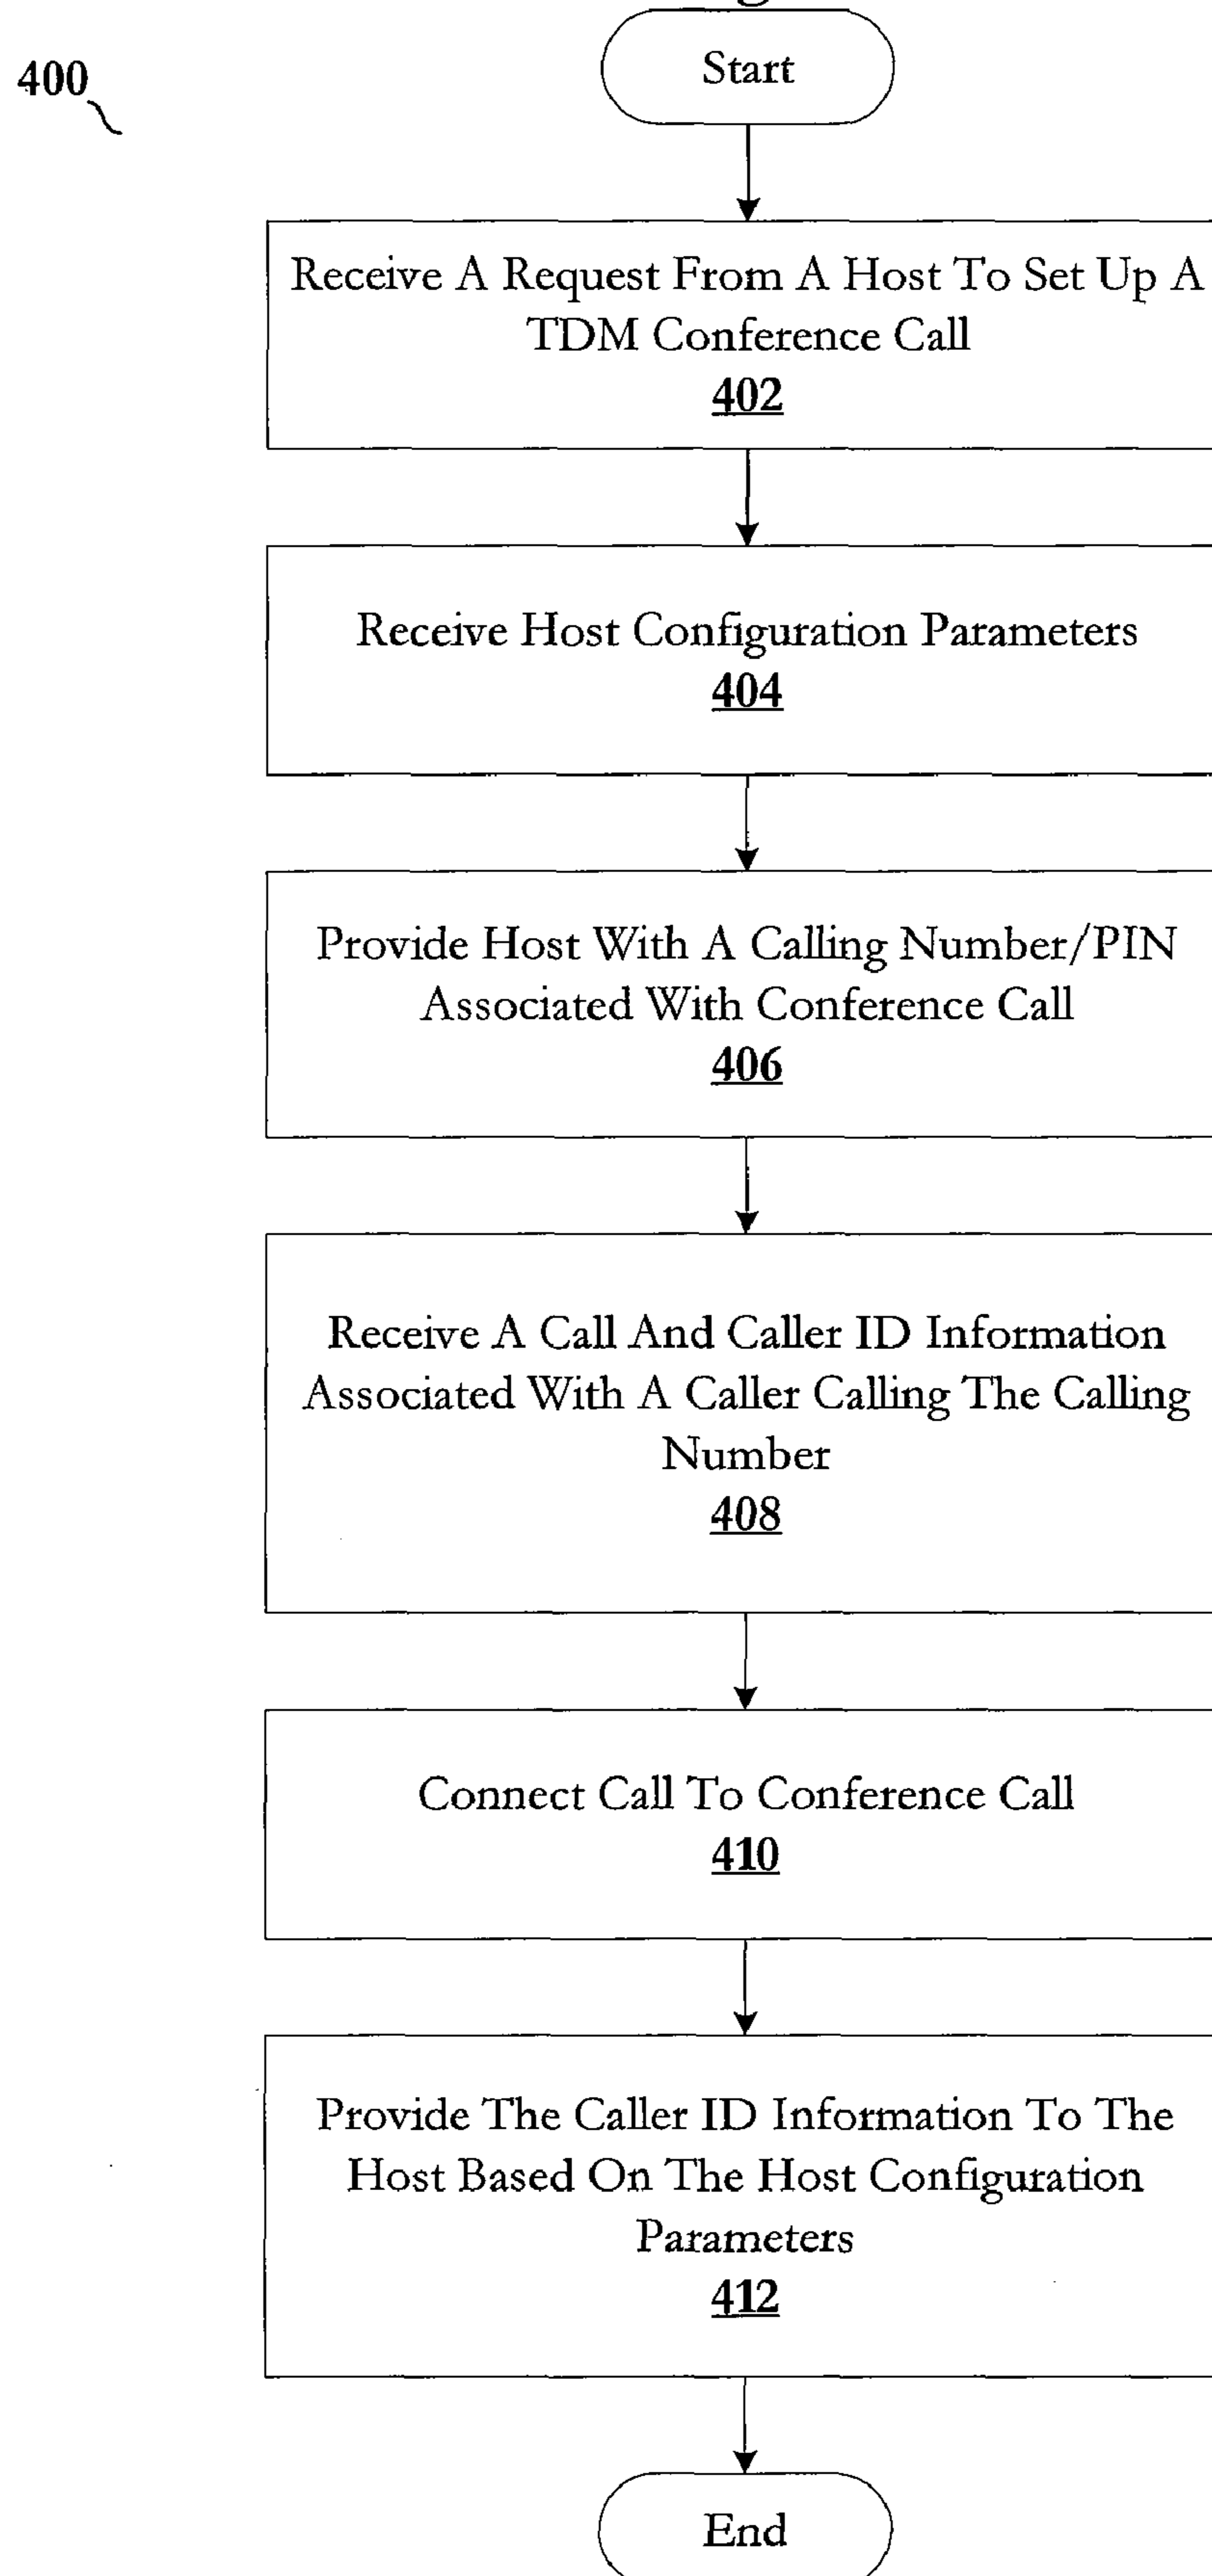 400
Start
Receive A Request From A Host To Set Up A
TDM Conference Call
402
Receive Host Configuration Parameters
404
Provide Host With A Calling Number/PIN
Associated With Conference Call
406
Receive A Call And Caller ID Information
Associated With A Caller Calling The Calling
Number
408
Connect Call To Conference Call
410
Provide The Caller ID Information To The
Host Based On The Host Configuration
Parameters
412
End